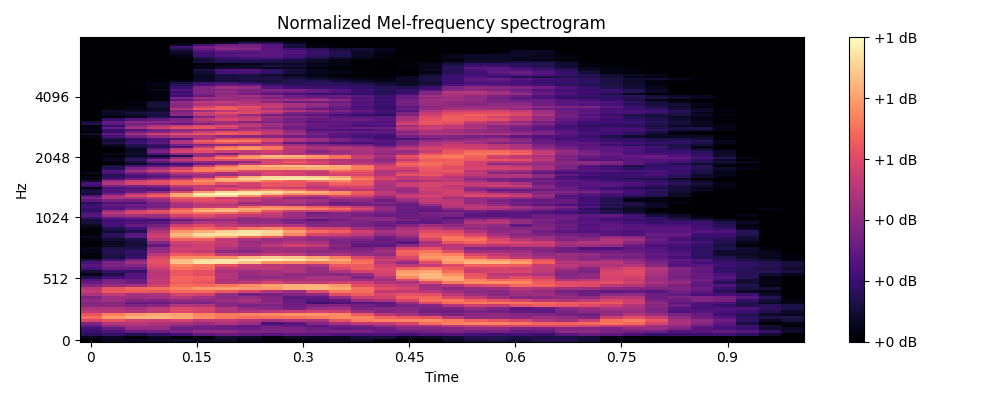 Normalized Mel-frequency spectrogram
Hz
4096
2048
1024
512
0
0 0.15 0.3 0.45 0.6 0.75 0.9
Time
+1 dB
+1 dB
+1 dB
+0 dB
+0 dB
+0 dB